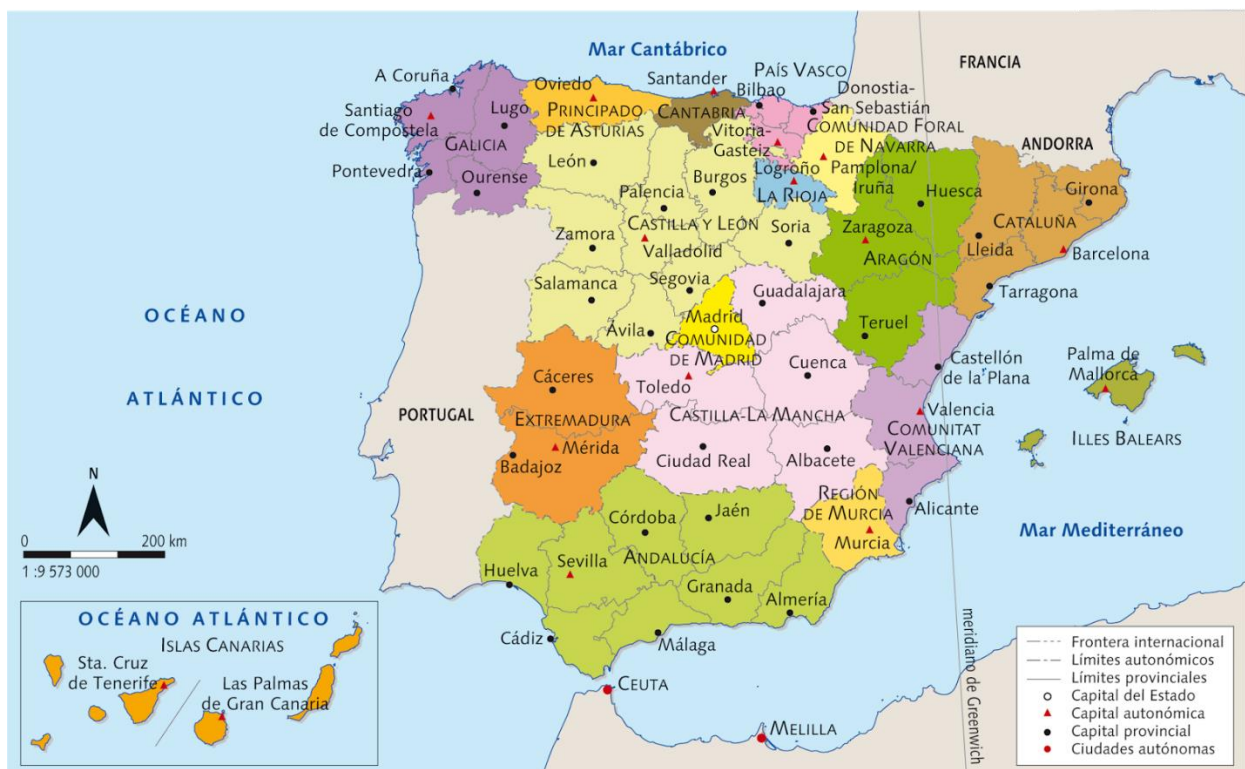 Mar Cantábrico
FRANCIA
ANDORRA
A Coruña
Santiago
de Compostela
Lugo
GALICIA
Pontevedra
Ourense
Oviedo
PRINCIPADO
DE ASTURIAS
Santander
CANTABRIA
PAÍS VASCO
Bilbao
Donostia-
San Sebastián
Vitoria-
Gasteiz
COMUNIDAD FORAL
DE NAVARRA
Pamplona/
Iruña
Logroño
LA RIOJA
León
Palencia
Burgos
CASTILLA Y LEÓN
Valladolid
Zamora
Soria
Segovia
Salamanca
Ávila
Huesca
Zaragoza
ARAGÓN
Teruel
Girona
CATALUÑA
Lleida
Barcelona
Tarragona
Guadalajara
Madrid
COMUNIDAD
DE MADRID
Cuenca
Toledo
CASTILLA-LA MANCHA
Ciudad Real
Albacete
OCÉANO
ATLÁNTICO
PORTUGAL
Cáceres
EXTREMADURA
Mérida
Badajoz
Castellón
de la Plana
Valencia
COMUNITAT
VALENCIANA
Alicante
Palma de
Mallorca
ILLES BALEARS
REGIÓN
DE MURCIA
Murcia
Mar Mediterráneo
Córdoba
Jaén
ANDALUCÍA
Sevilla
Huelva
Granada
Almería
Cádiz
Málaga
CEUTA
MELILLA
meridiano de Greenwich
N
0 200 km
1 :9 573 000
OCÉANO ATLÁNTICO
ISLAS CANARIAS
Sta. Cruz
de Tenerife
Las Palmas
de Gran Canaria
Frontera internacional
Límites autonómicos
Límites provinciales
Capital del Estado
Capital autonómica
Capital provincial
Ciudades autónomas